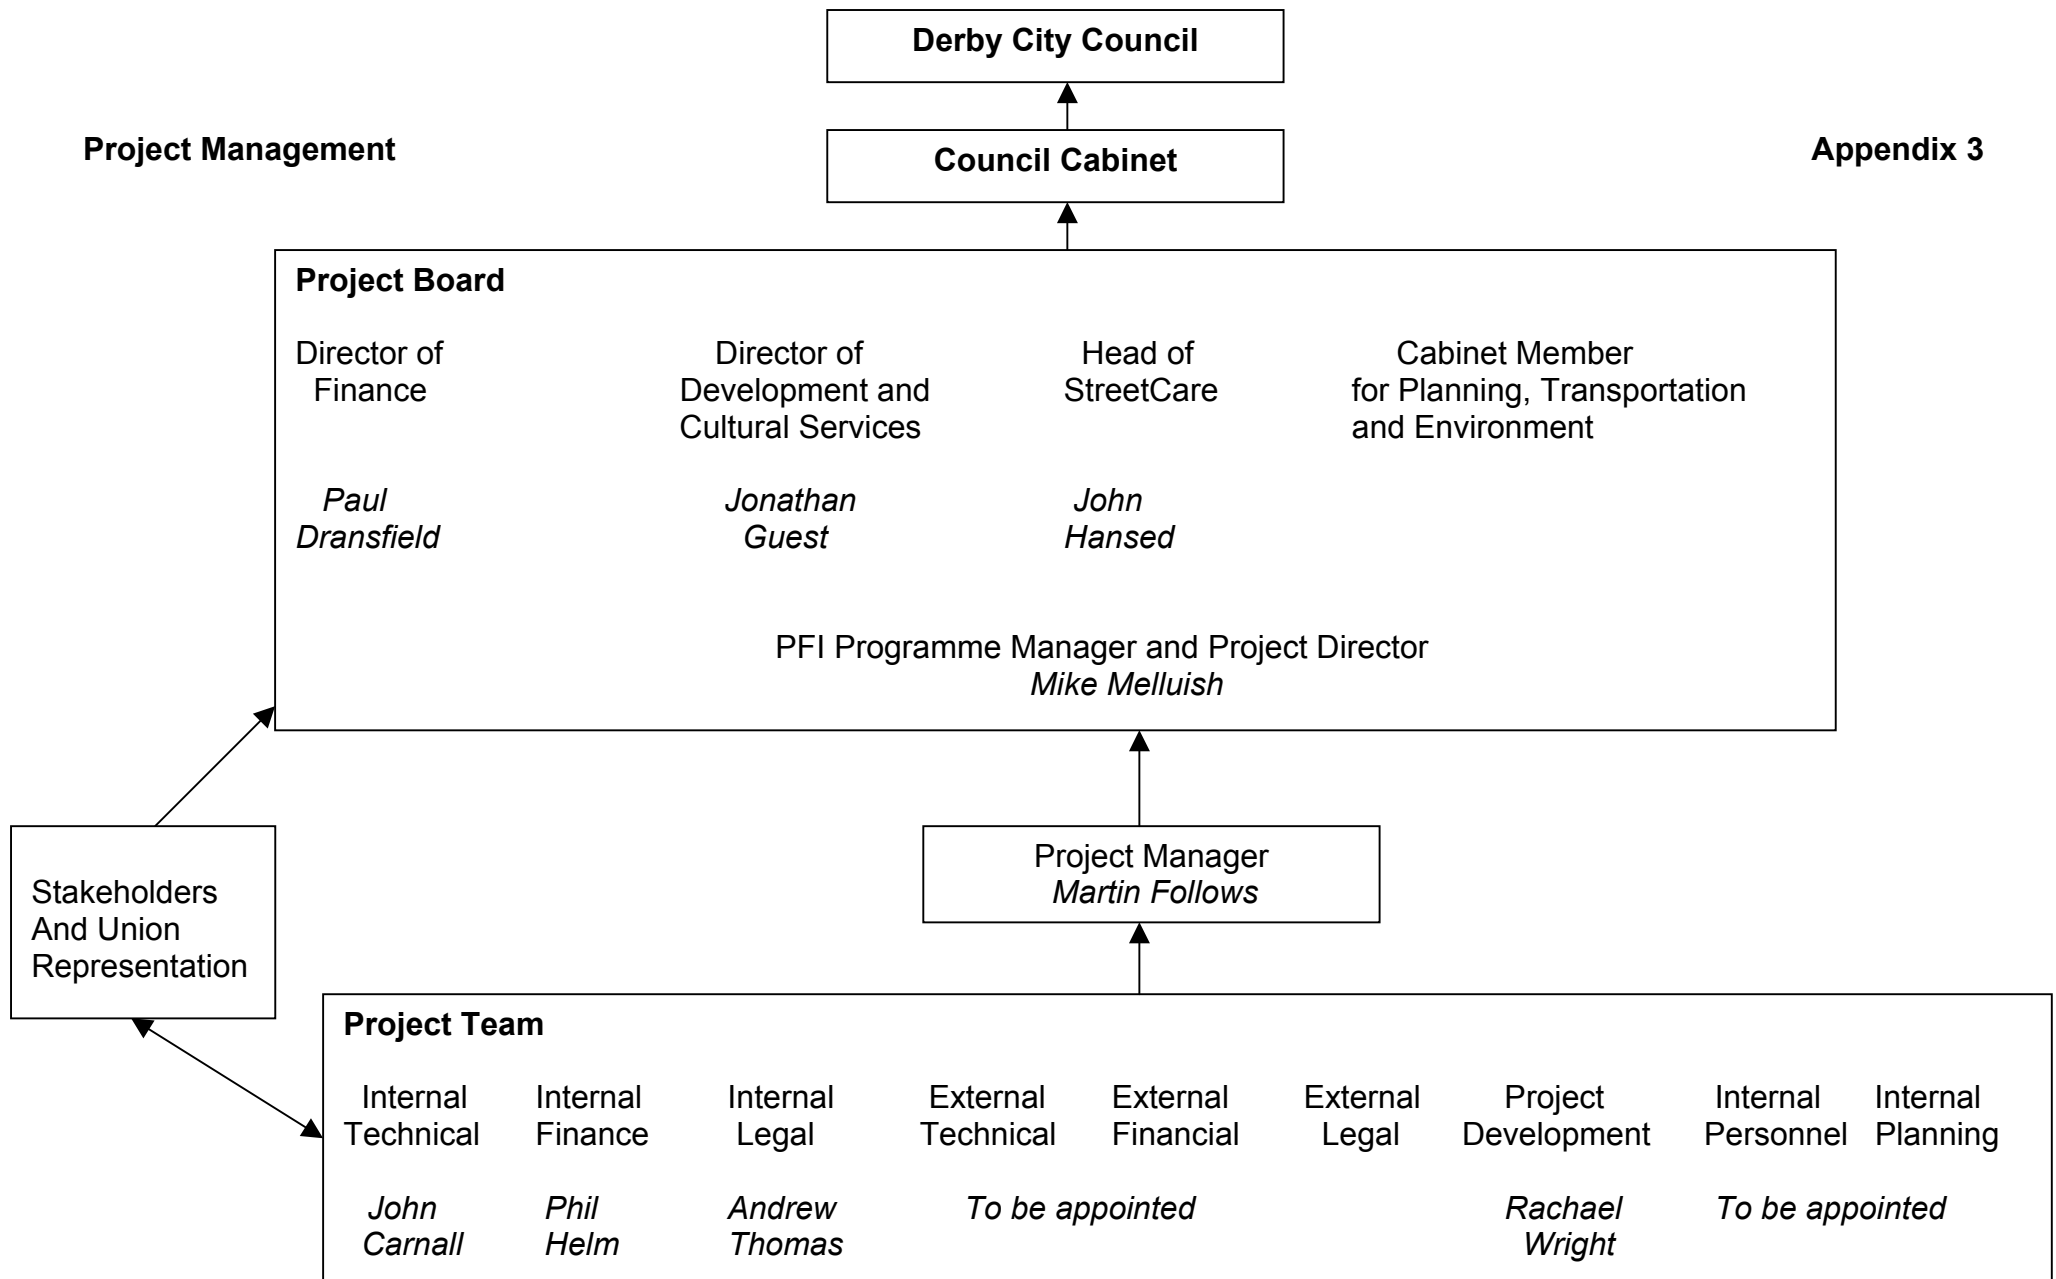 Derby City Council
Project Management
Appendix 3
Council Cabinet
Project Board
Director of
Finance
Director of
Development and
Cultural Services
Head of
StreetCare
Cabinet Member
for Planning, Transportation
and Environment
Paul
Dransfield
Jonathan
Guest
John
Hansed
PFI Programme Manager and Project Director
Mike Melluish
Project Manager
Martin Follows
Stakeholders
And Union
Representation
Project Team
Internal
Technical
Internal
Finance
Internal
Legal
External
Technical
External
Financial
External
Legal
Project
Development
Internal
Personnel
Internal
Planning
John
Carnall
Phil
Helm
Andrew
Thomas
To be appointed
Rachael
Wright
To be appointed